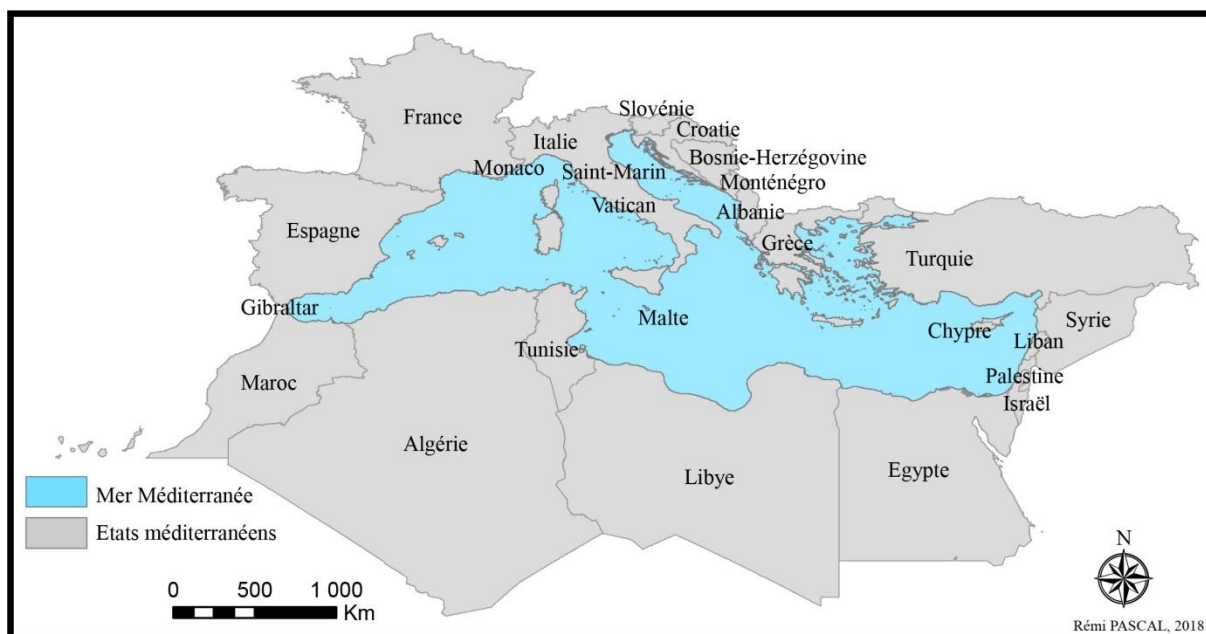 Slovénie
France
Croatie
Italie
Bosnie-Herzégovine
Monaco
Saint-Marin
Monténégro
Vatican
Albanie
Espagne
Grèce
Turquie
Gibraltar
Malte
Syrie
Chypre
Liban
Tunisie
Maroc
Palestine
Israël
Algérie
Egypte
Libye
Mer Méditerranée
Etats méditerranéens
N
0 500 1 000
Km
Rémi PASCAL, 2018